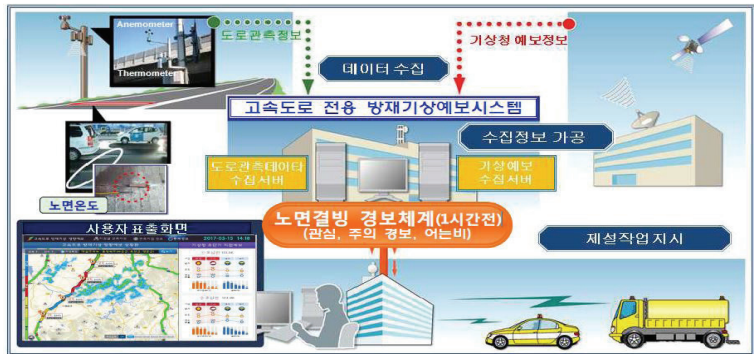 Anemometer
Thermometer
도로관측정보
기상청 예보정보
데이터 수집
고속도로 전용 방재기상예보시스템
수집정보 가공
도로관측데이타
수집 서버
기상예보
수집서버
노면온도
노면결빙 경보체계(1시간전)
(관심, 주의 경보, 어는비)
사용자 표출화면
제설작업 지시